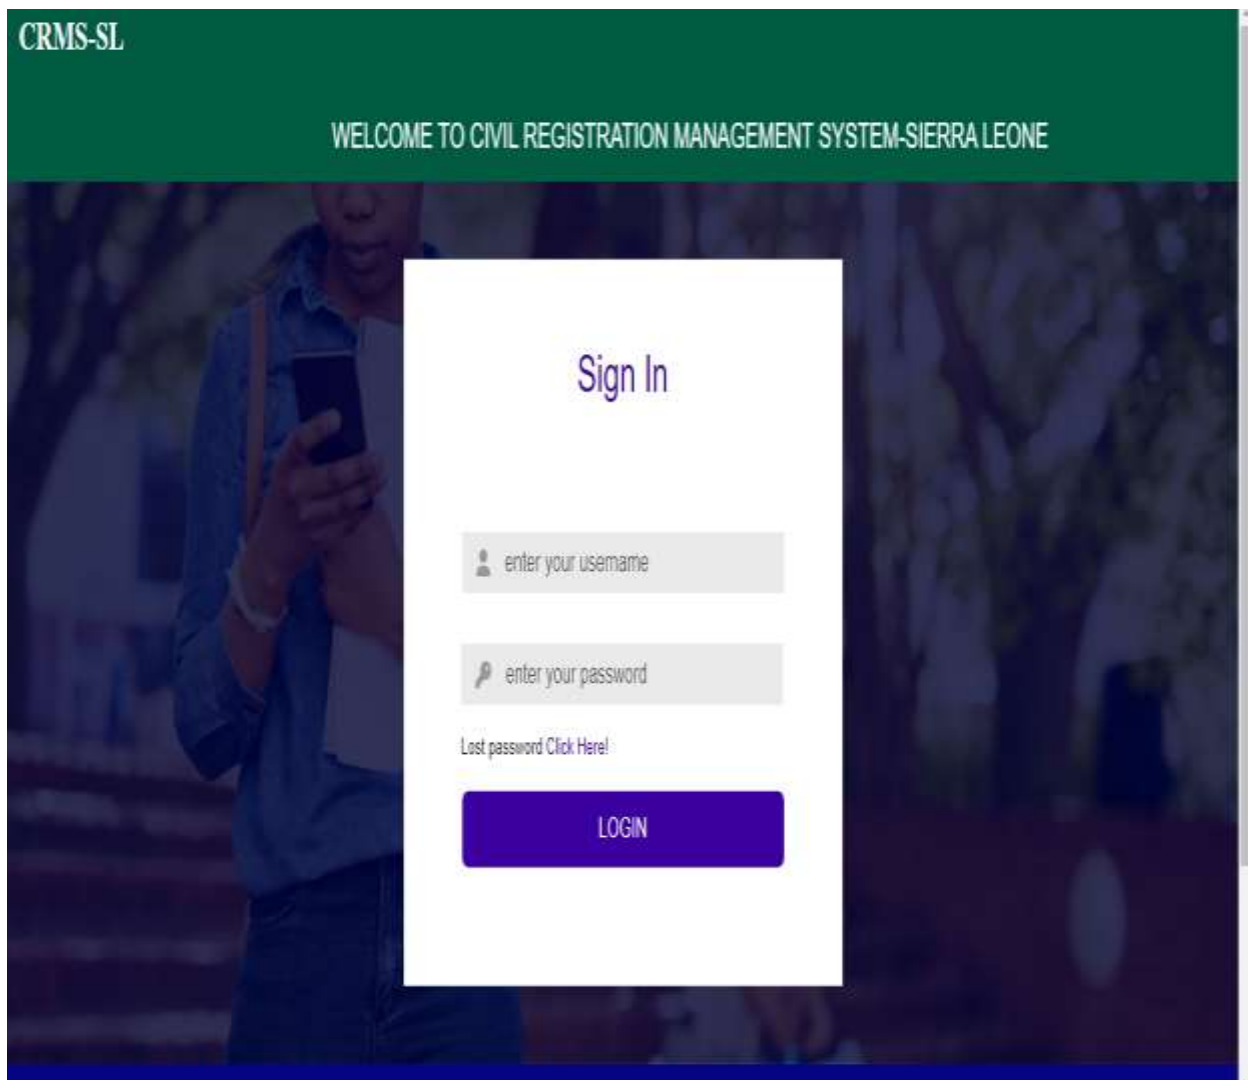 CRMS-SL
WELCOME TO CIVIL REGISTRATION MANAGEMENT SYSTEM-SIERRA LEONE
Sign In
enter your username
enter your password
Lost password Click Here!
LOGIN